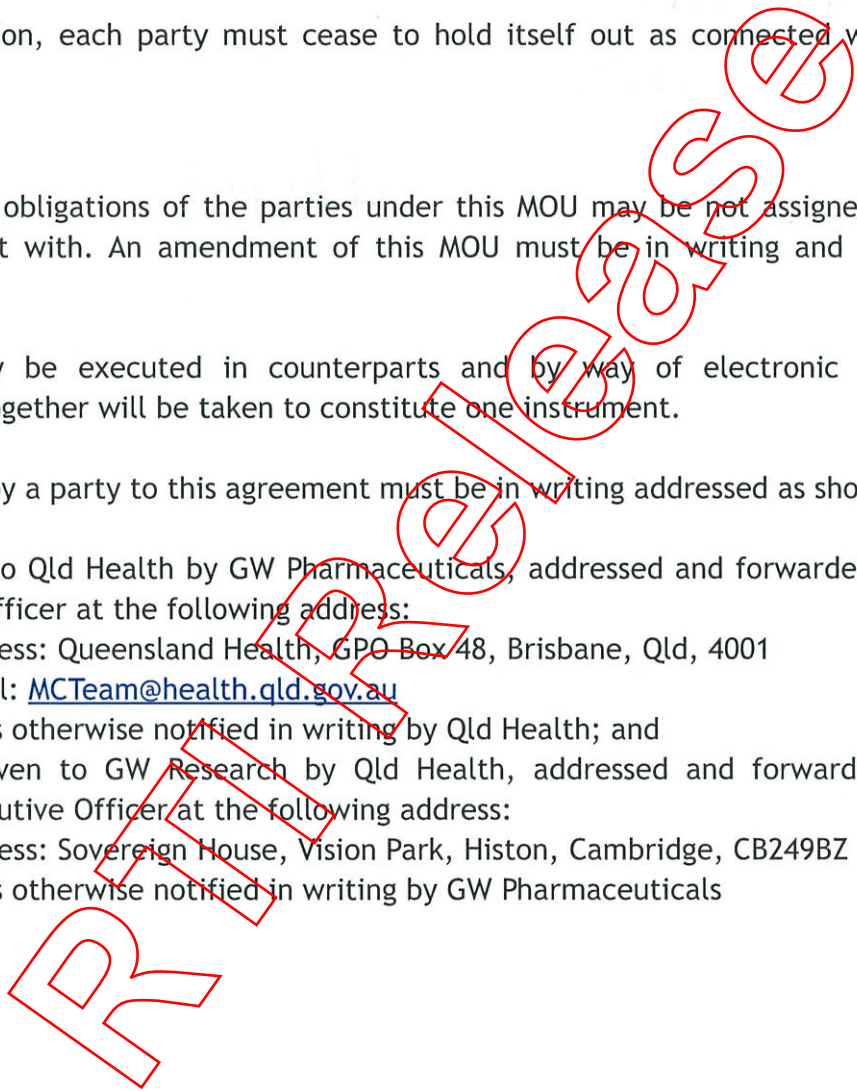 on, each party must cease to hold itself out as connected w
obligations of the parties under this MOU may be not assigne
t with. An amendment of this MOU must be in writing and
be executed in counterparts and by way of electronic
gether will be taken to constitute one instrument.
y a party to this agreement must be in writing addressed as sho
o Qld Health by GW Pharmaceuticals, addressed and forwarde
fficer at the following address:
ess: Queensland Health, GPO Box 48, Brisbane, Qld, 4001
l: MCTeam@health.qld.gov.au
s otherwise notified in writing by Qld Health; and
ven to GW Research by Qld Health, addressed and forward
utive Officer at the following address:
ess: Sovereign House, Vision Park, Histon, Cambridge, CB249BZ
s otherwise notified in writing by GW Pharmaceuticals
RTI Release